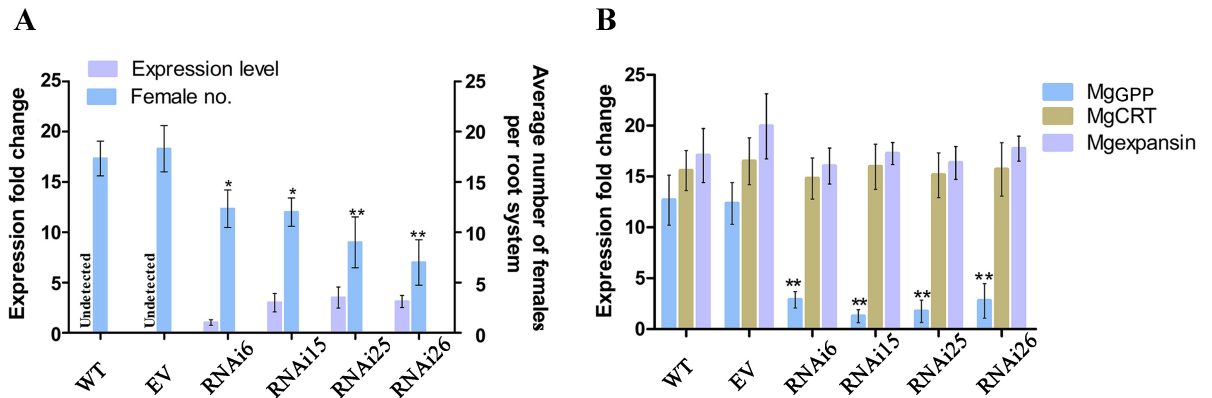 A
Expression level
Female no.
Expression fold change
25
20
15
10
5
0
Undetected
Undetected
*
*
**
**
25
20
15
10
5
0
Average number of females
per root system
WT
EV
RNAi6
RNAi15
RNAi25
RNAi26
B
Expression fold change
25
20
15
10
5
0
**
**
**
**
MgGPP
MgCRT
Mgexpansin
WT
EV
RNAi6
RNAi15
RNAi25
RNAi26